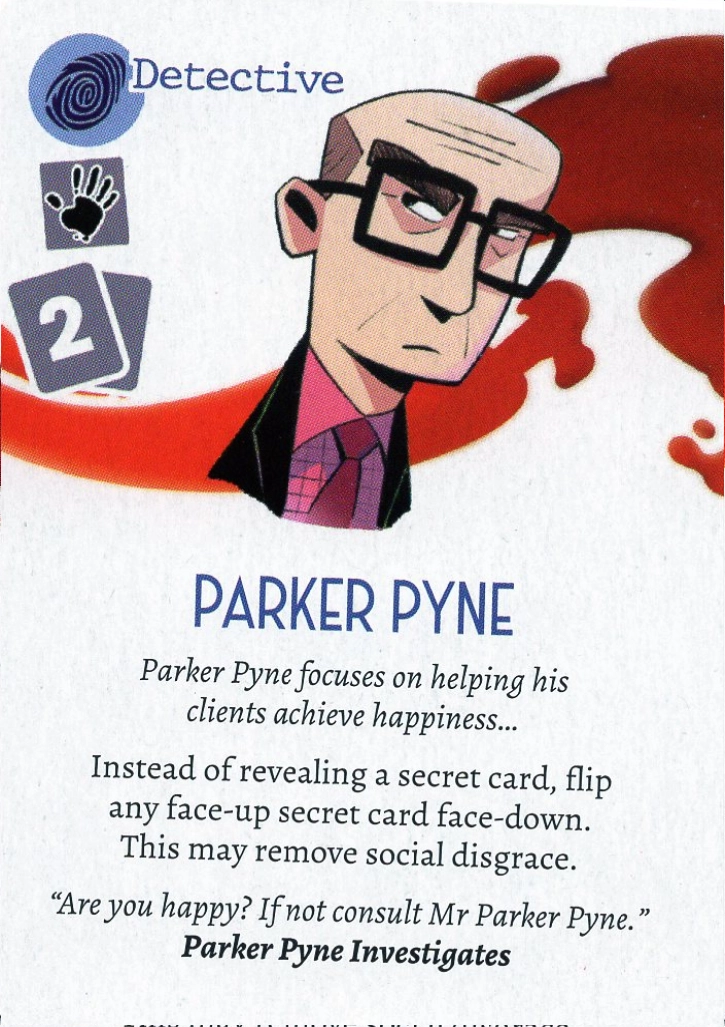 Detective
2
PARKER PYNE
Parker Pyne focuses on helping his
clients achieve happiness...
Instead of revealing a secret card, flip
any face-up secret card face-down.
This may remove social disgrace.
“Are you happy? If not consult Mr Parker Pyne.”
Parker Pyne Investigates